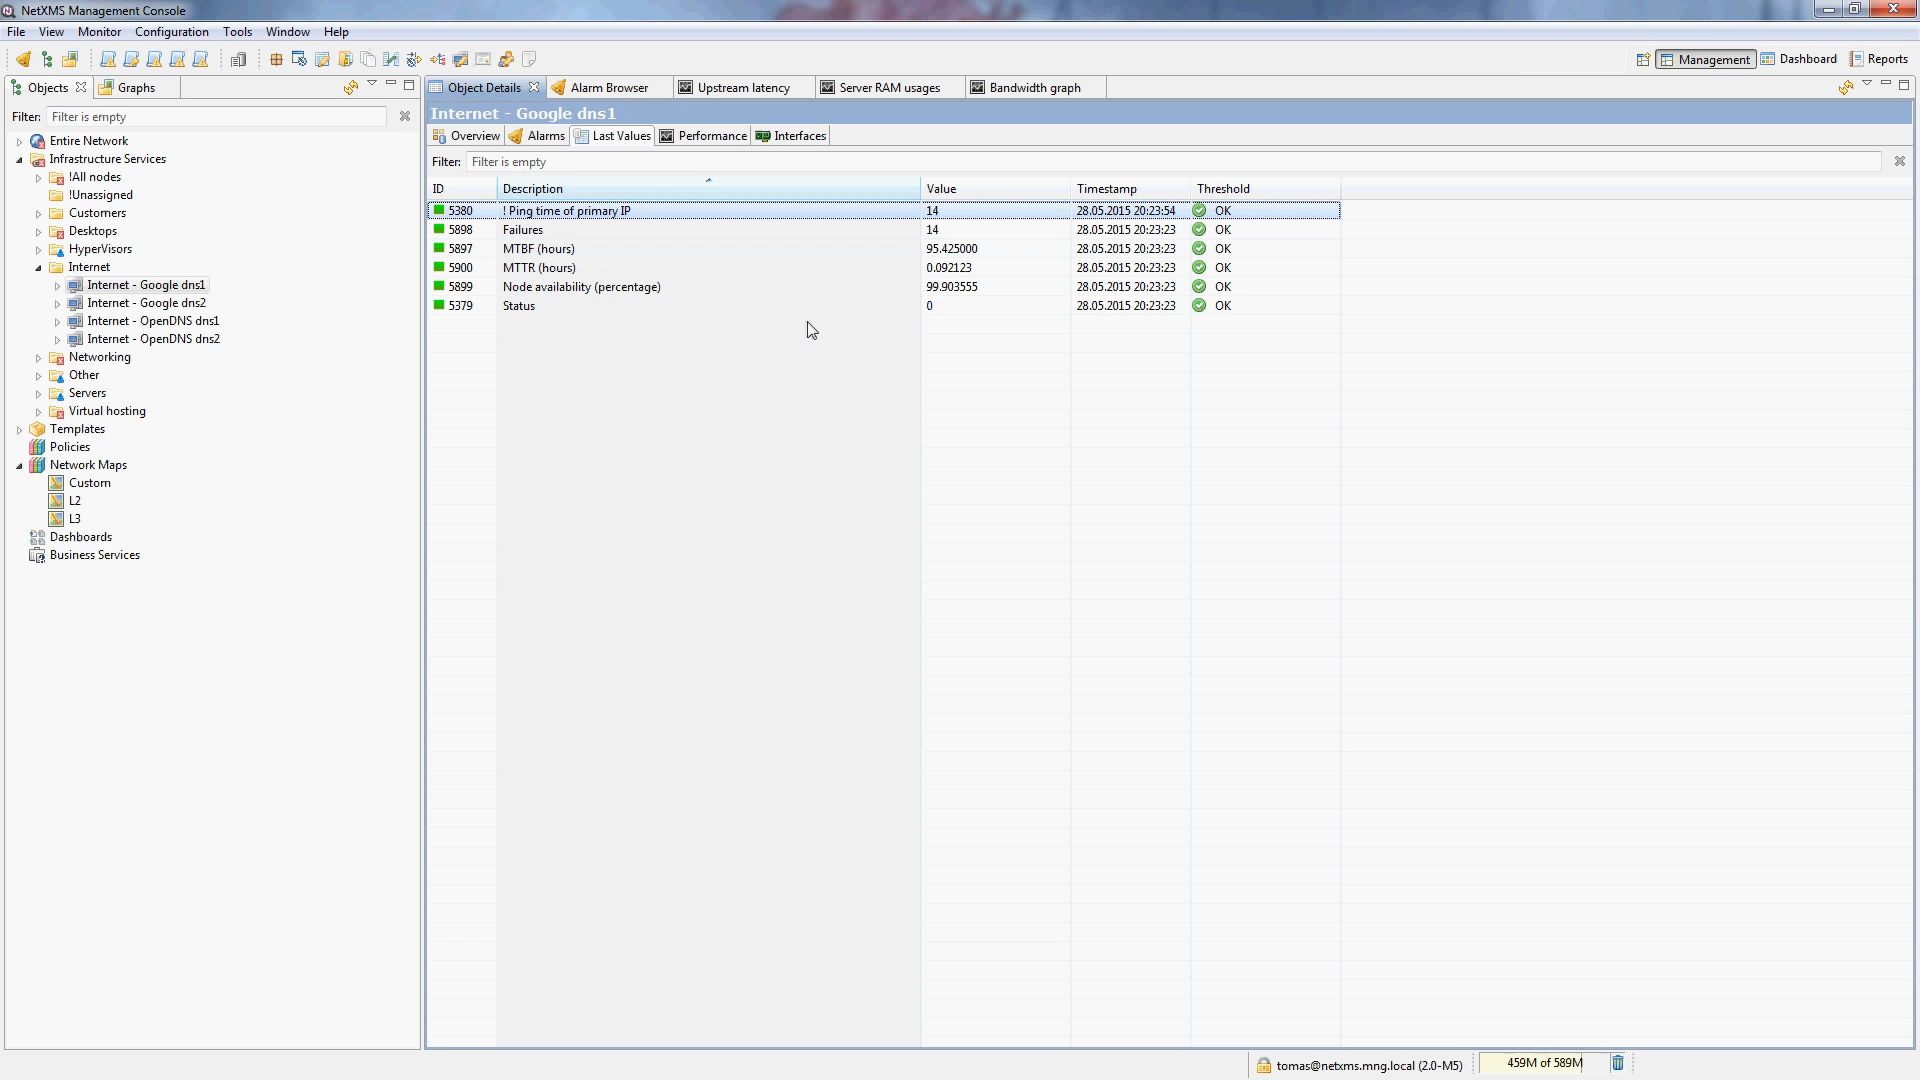 NetXMS Management Console
File View Monitor Configuration Tools Window Help
Management Dashboard Reports
Objects Graphs
Filter: Filter is empty
Entire Network
Infrastructure Services
!All nodes
!Unassigned
Customers
Desktops
HyperVisors
Internet
Internet - Google dns1
Internet - Google dns2
Internet - OpenDNS dns1
Internet - OpenDNS dns2
Networking
Other
Servers
Virtual hosting
Templates
Policies
Network Maps
Custom
L2
L3
Dashboards
Business Services
Object Details Alarm Browser Upstream latency Server RAM usages Bandwidth graph
Internet - Google dns1
Overview Alarms Last Values Performance Interfaces
Filter: Filter is empty
ID Description Value Timestamp Threshold
5380 ! Ping time of primary IP 14 28.05.2015 20:23:54 OK
5898 Failures 14 28.05.2015 20:23:23 OK
5897 MTBF (hours) 95.425000 28.05.2015 20:23:23 OK
5900 MTTR (hours) 0.092123 28.05.2015 20:23:23 OK
5899 Node availability (percentage) 99.903555 28.05.2015 20:23:23 OK
5379 Status 0 28.05.2015 20:23:23 OK
tomas@netxms.mng.local (2.0-M5) 459M of 589M